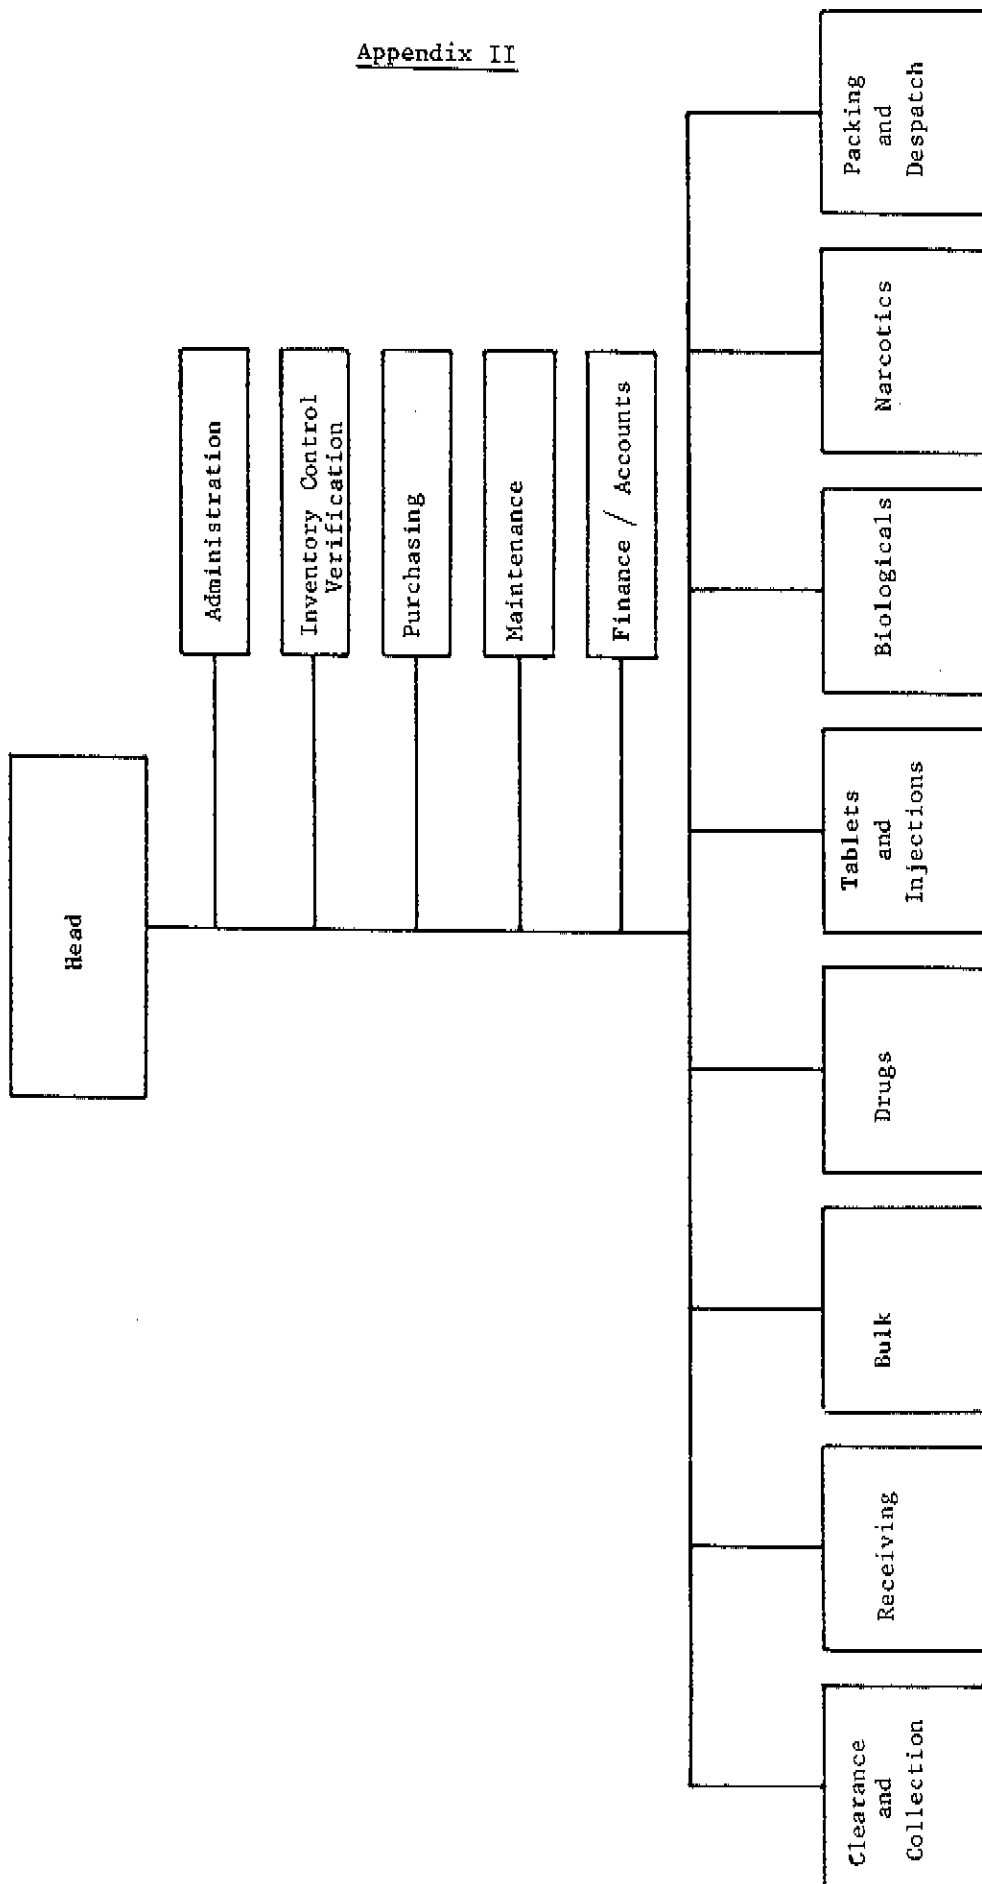 Appendix II
Head
Administration
Inventory Control
Verification
Purchasing
Maintenance
Finance / Accounts
Clearance
and
Collection
Receiving
Bulk
Drugs
Tablets
and
Injections
Biologicals
Narcotics
Packing
and
Despatch